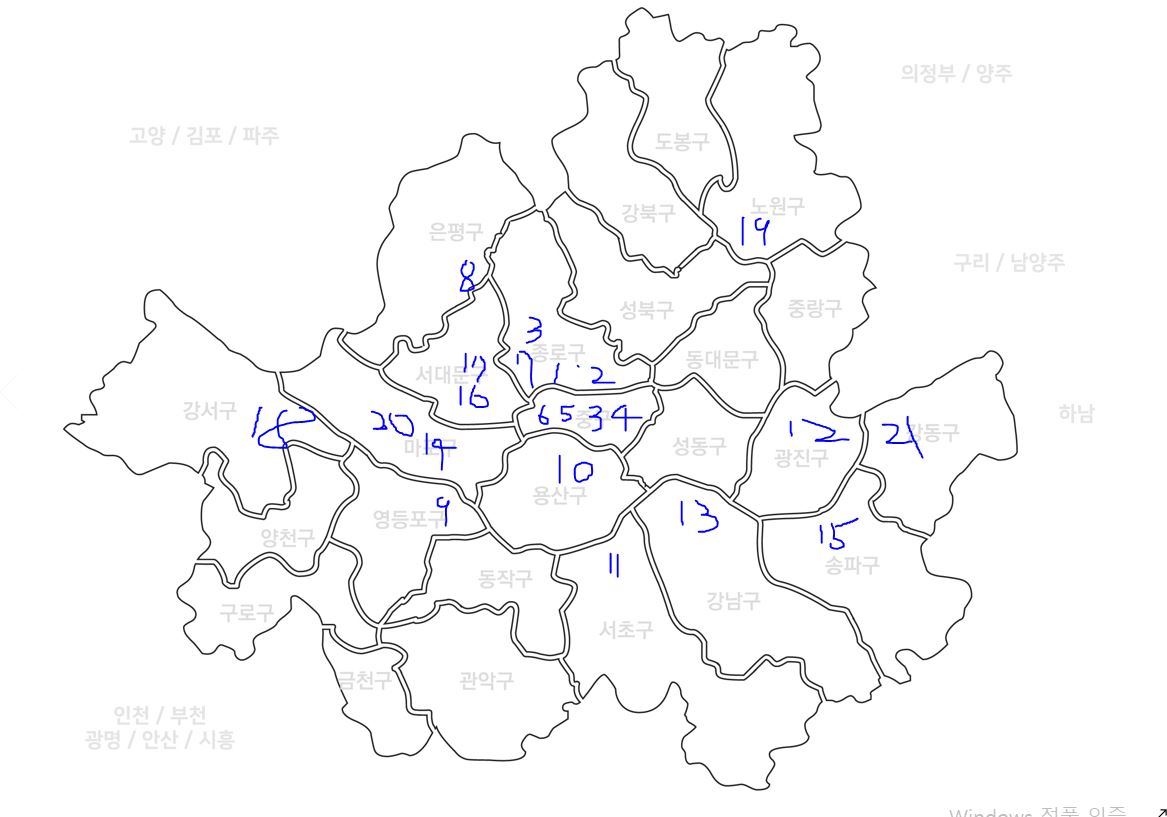 의정부 / 양주
고양 / 김포 / 파주
도봉구
강북구
노원구
19
은평구
구리 / 남양주
8
성북구
중랑구
3
종로구
동대문구
서대문구
17
7
1
2
16
강서구
하남
20
마포구
19
6 5 3 4
중구
성동구
12
광진구
21
강동구
10
용산구
9
영등포구
13
15
양천구
11
송파구
동작구
구로구
강남구
서초구
금천구
관악구
인천 / 부천
광명 / 안산 / 시흥
Windows 정품 인증